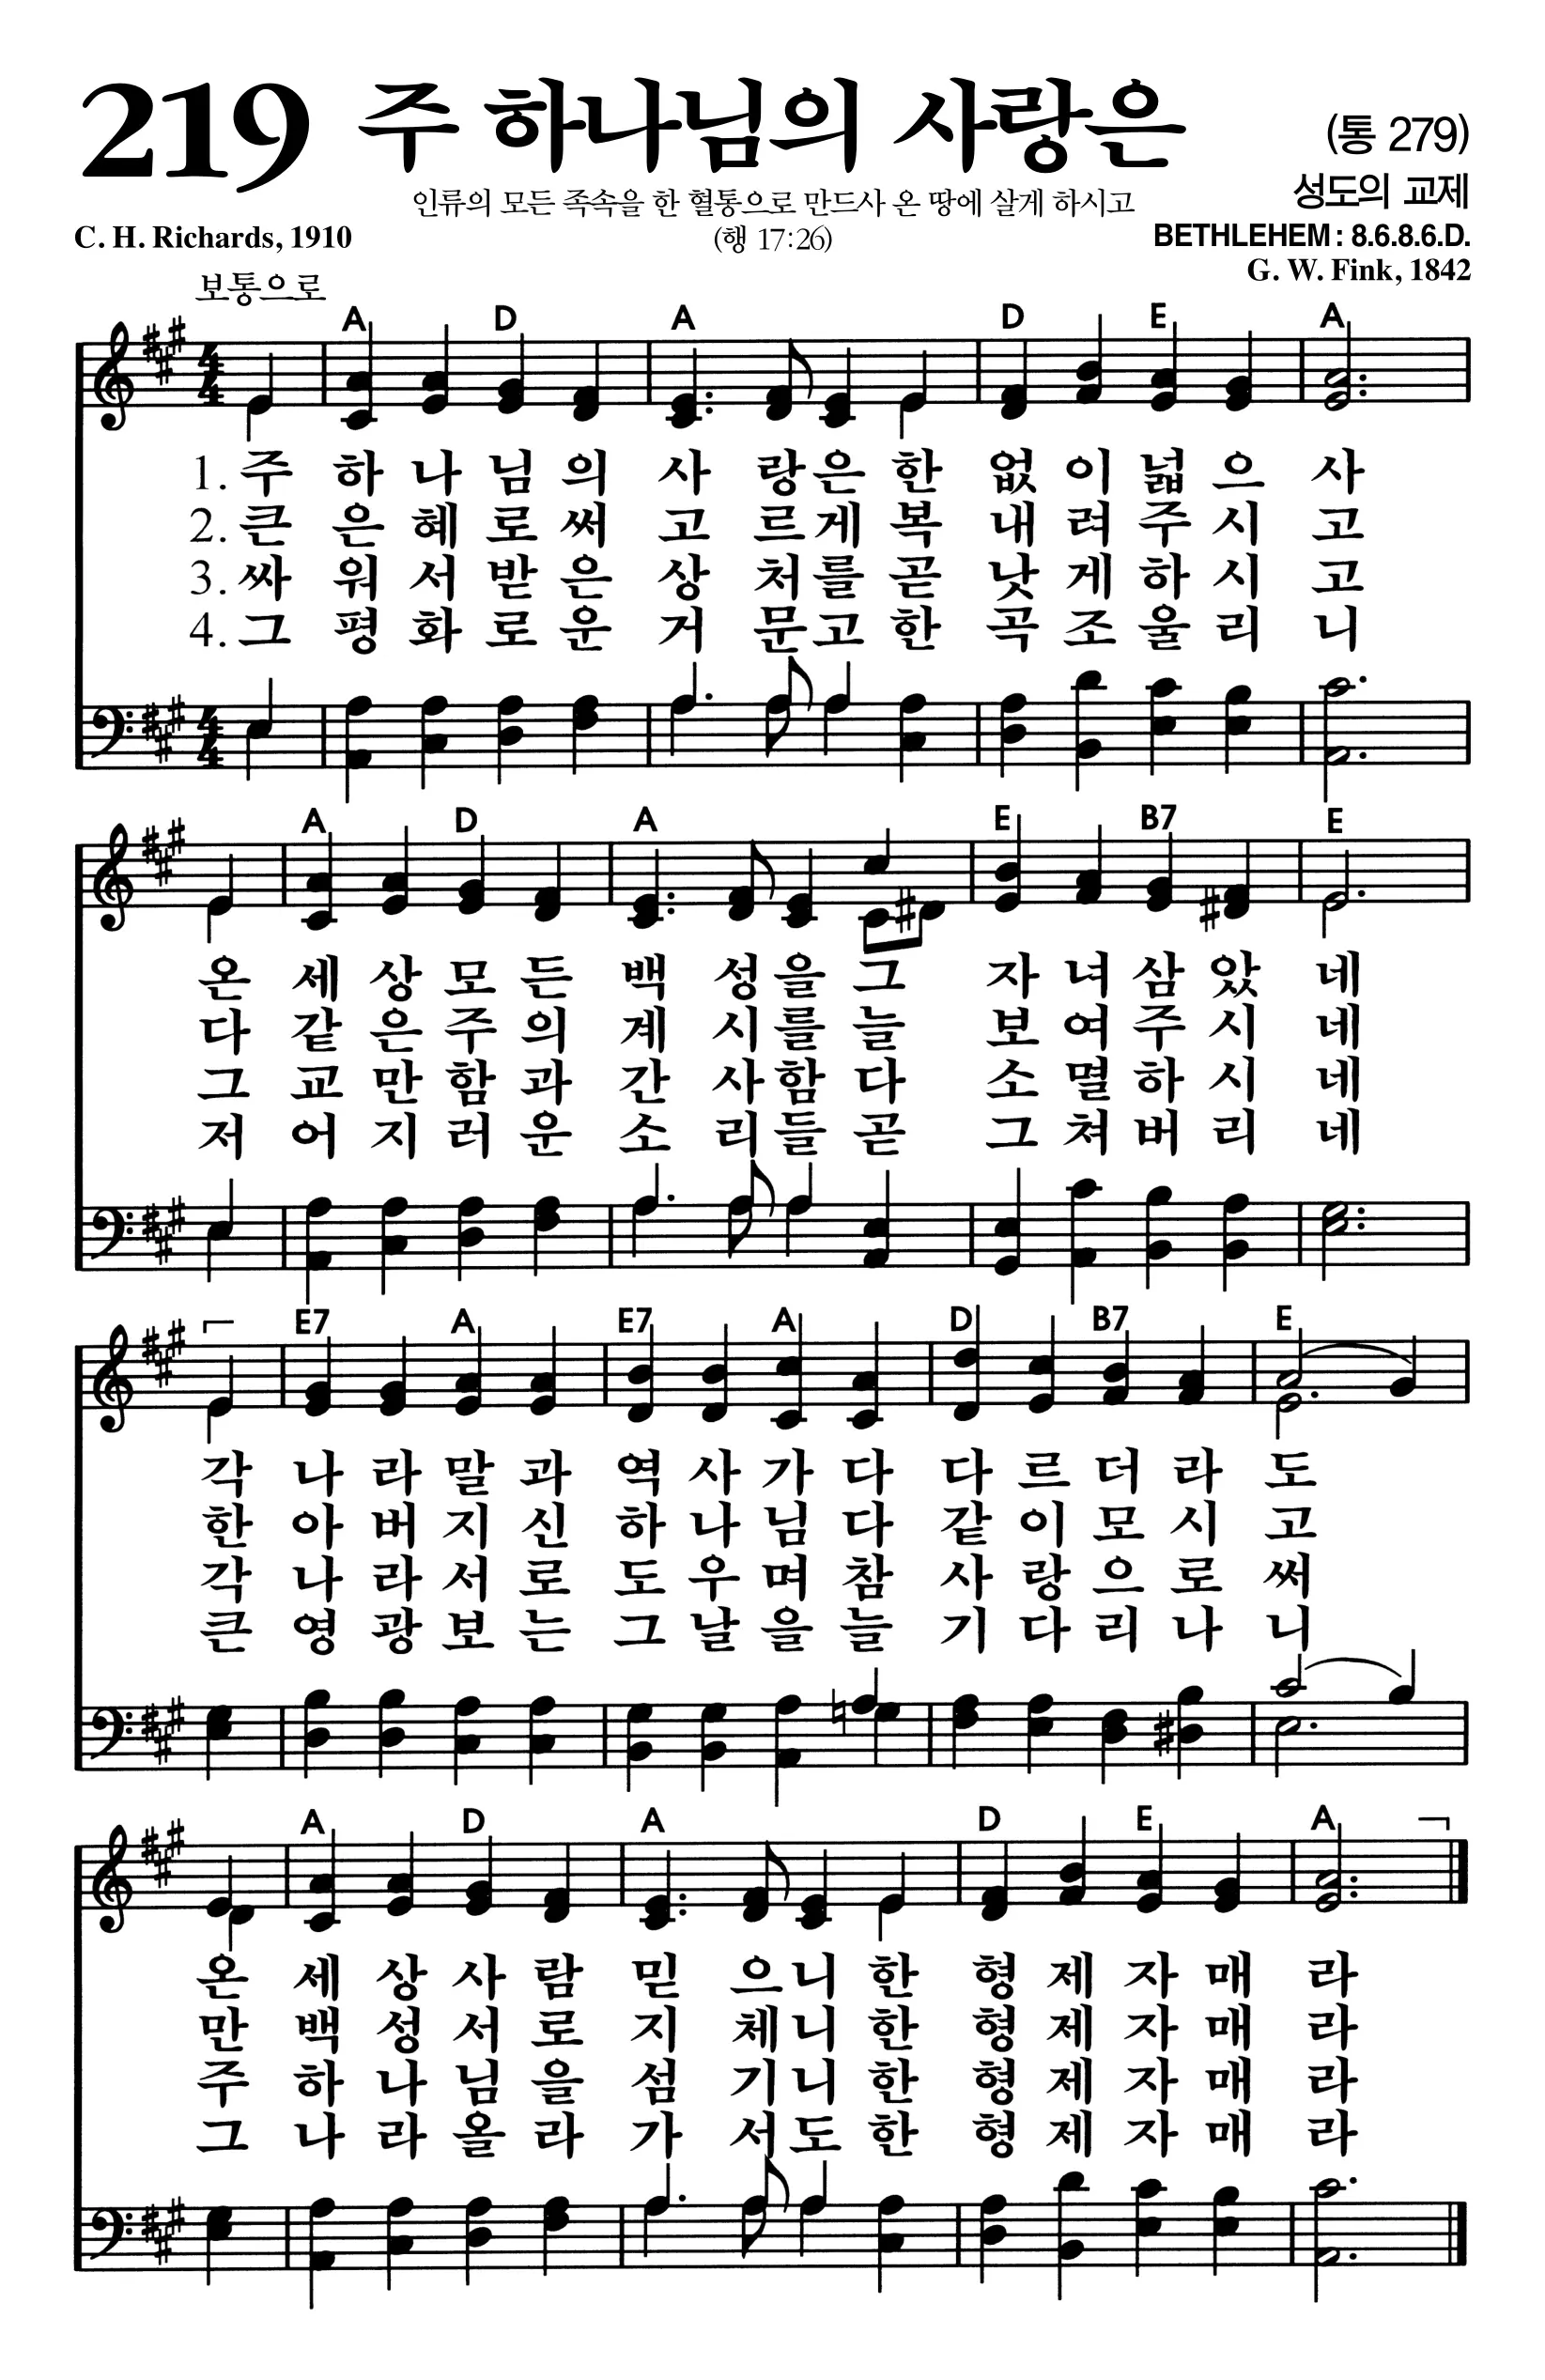 219 주 하나님의 사랑은 (통 279)
인류의 모든 족속을 한 혈통으로 만드사 온 땅에 살게 하시고
성도의 교제
C. H. Richards, 1910 (행 17:26) BETHLEHEM : 8.6.8.6.D.
G. W. Fink, 1842
보통으로
A D A D E A
1. 주 하 나 님 의 사 랑 은 한 없 이 넓 으 사
2. 큰 은 혜 로 써 고 르 게 복 내 려 주 시 고
3. 싸 워 서 받 은 상 처 를 곧 낫 게 하 시 고
4. 그 평 화 로 운 거 문 고 한 곡 조 울 리 니
A D A E B7 E
온 세 상 모 든 백 성 을 그 자 녀 삼 았 네
다 같 은 주 의 계 시 를 늘 보 여 주 시 네
그 교 만 함 과 간 사 함 다 소 멸 하 시 네
저 어 지 러 운 소 리 들 곧 그 쳐 버 리 네
E7 A E7 A D B7 E
각 나 라 말 과 역 사 가 다 다 르 더 라 도
한 아 버 지 신 하 나 님 다 같 이 모 시 고
각 나 라 서 로 도 우 며 참 사 랑 으 로 써
큰 영 광 보 는 그 날 을 늘 기 다 리 나 니
A D A D E A
온 세 상 사 람 믿 으 니 한 형 제 자 매 라
만 백 성 서 로 지 체 니 한 형 제 자 매 라
주 하 나 님 을 섬 기 니 한 형 제 자 매 라
그 나 라 올 라 가 서 도 한 형 제 자 매 라